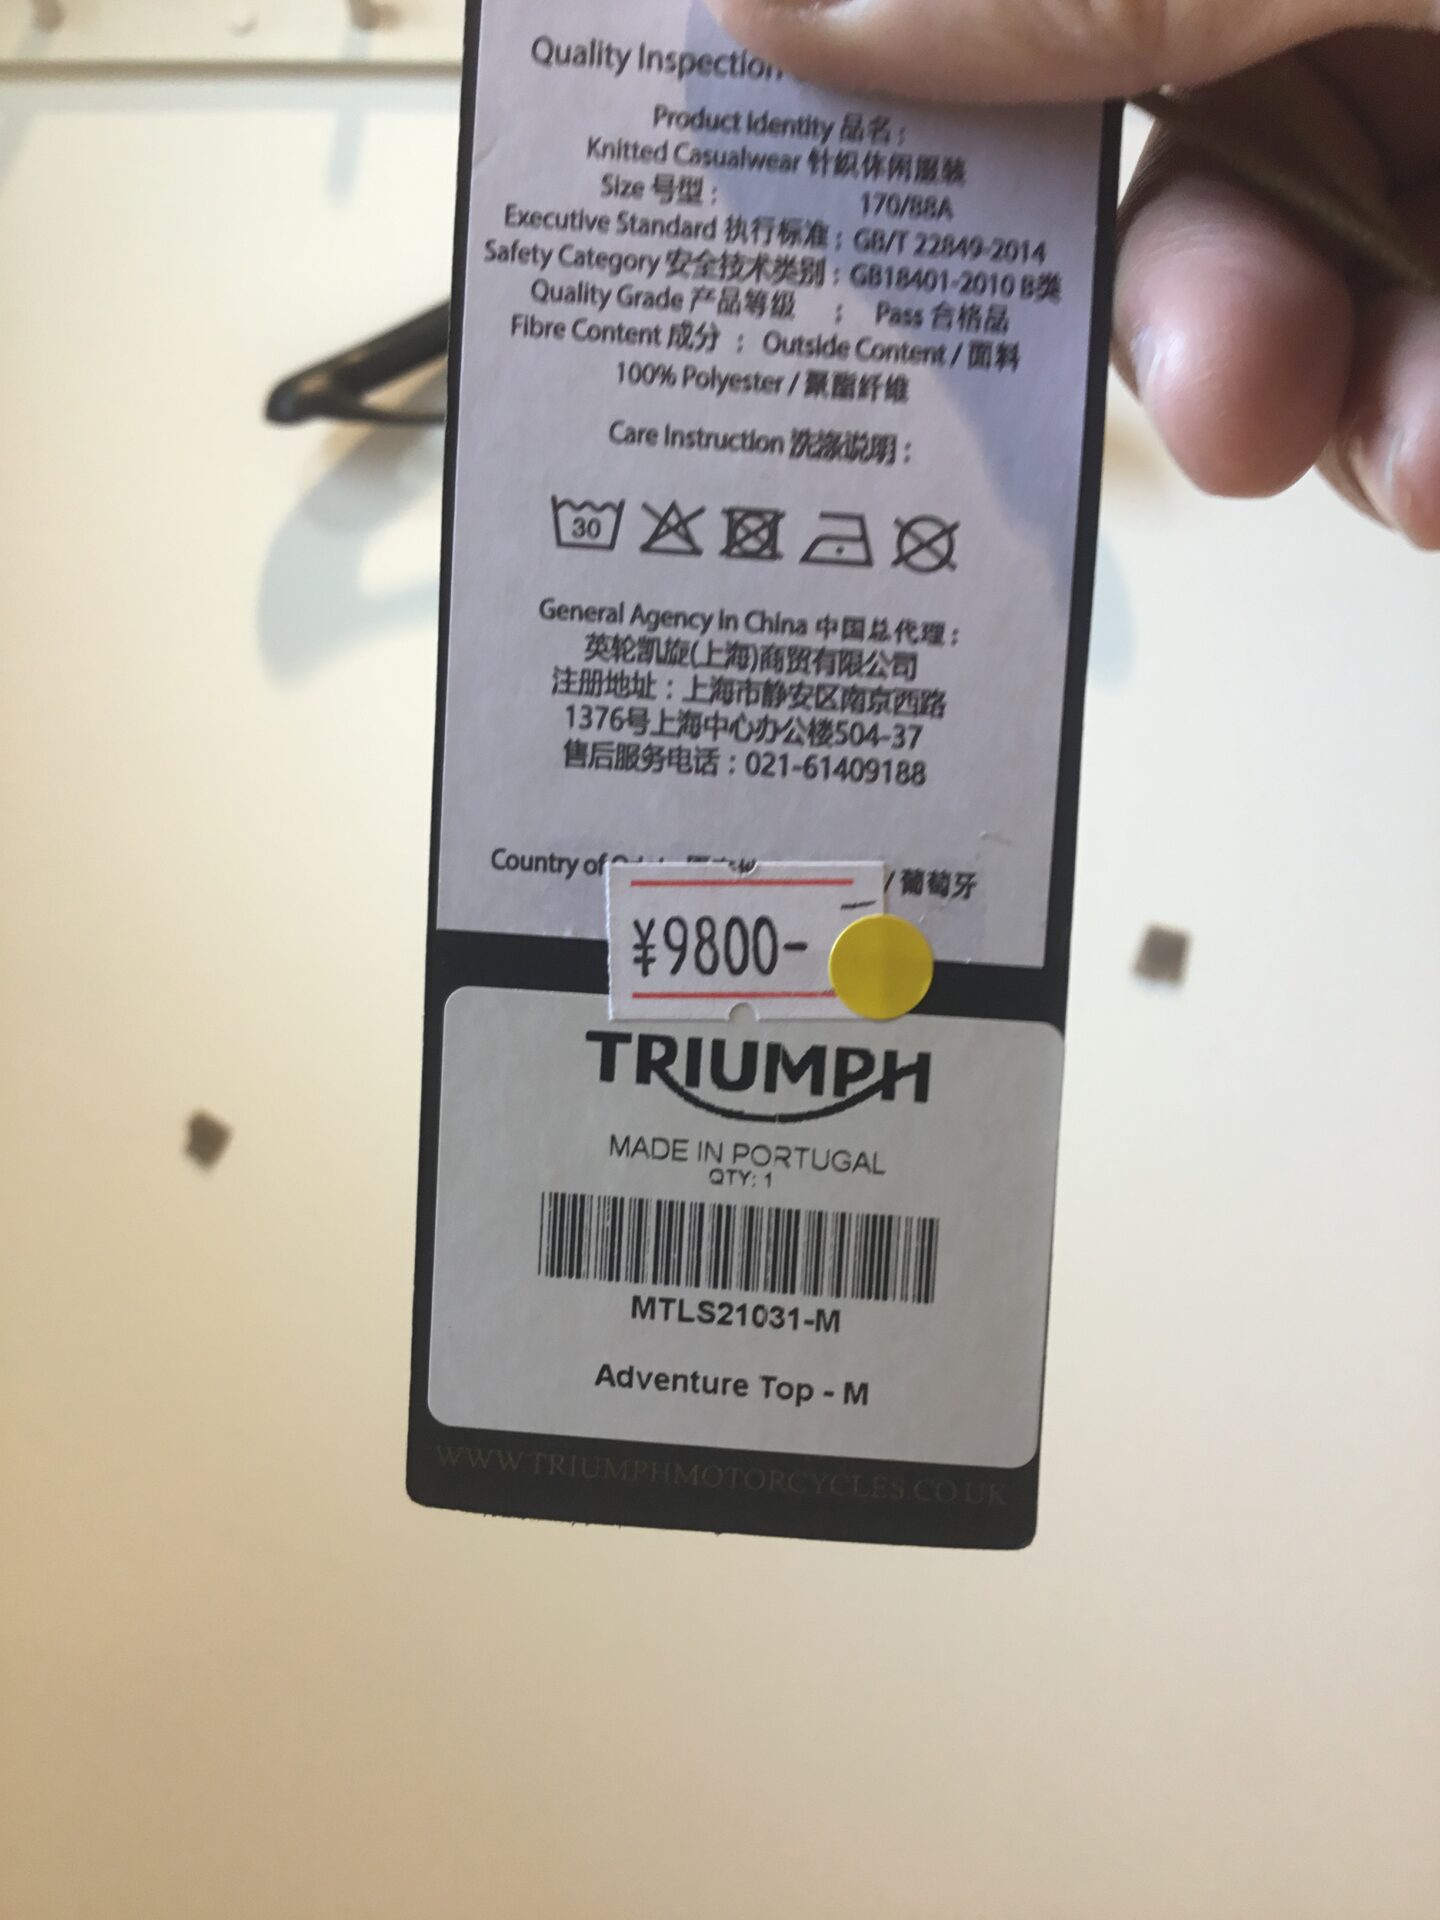 Quality Inspection
Product Identity 品名：
Knitted Casualwear 针织休闲服装
Size 号型： 170/88A
Executive Standard 执行标准：GB/T 22849-2014
Safety Category 安全技术类别：GB18401-2010 B类
Quality Grade 产品等级 ： Pass 合格品
Fibre Content 成分 ： Outside Content / 面料
100% Polyester / 聚酯纤维
Care Instruction 洗涤说明：
30
General Agency In China 中国总代理：
英轮凯旋(上海)商贸有限公司
注册地址：上海市静安区南京西路
1376号上海中心办公楼504-37
售后服务电话：021-61409188
Country of / 葡萄牙
¥9800-
TRIUMPH
MADE IN PORTUGAL
QTY: 1
MTLS21031-M
Adventure Top - M
WWW.TRIUMPHMOTORCYCLES.CO.UK